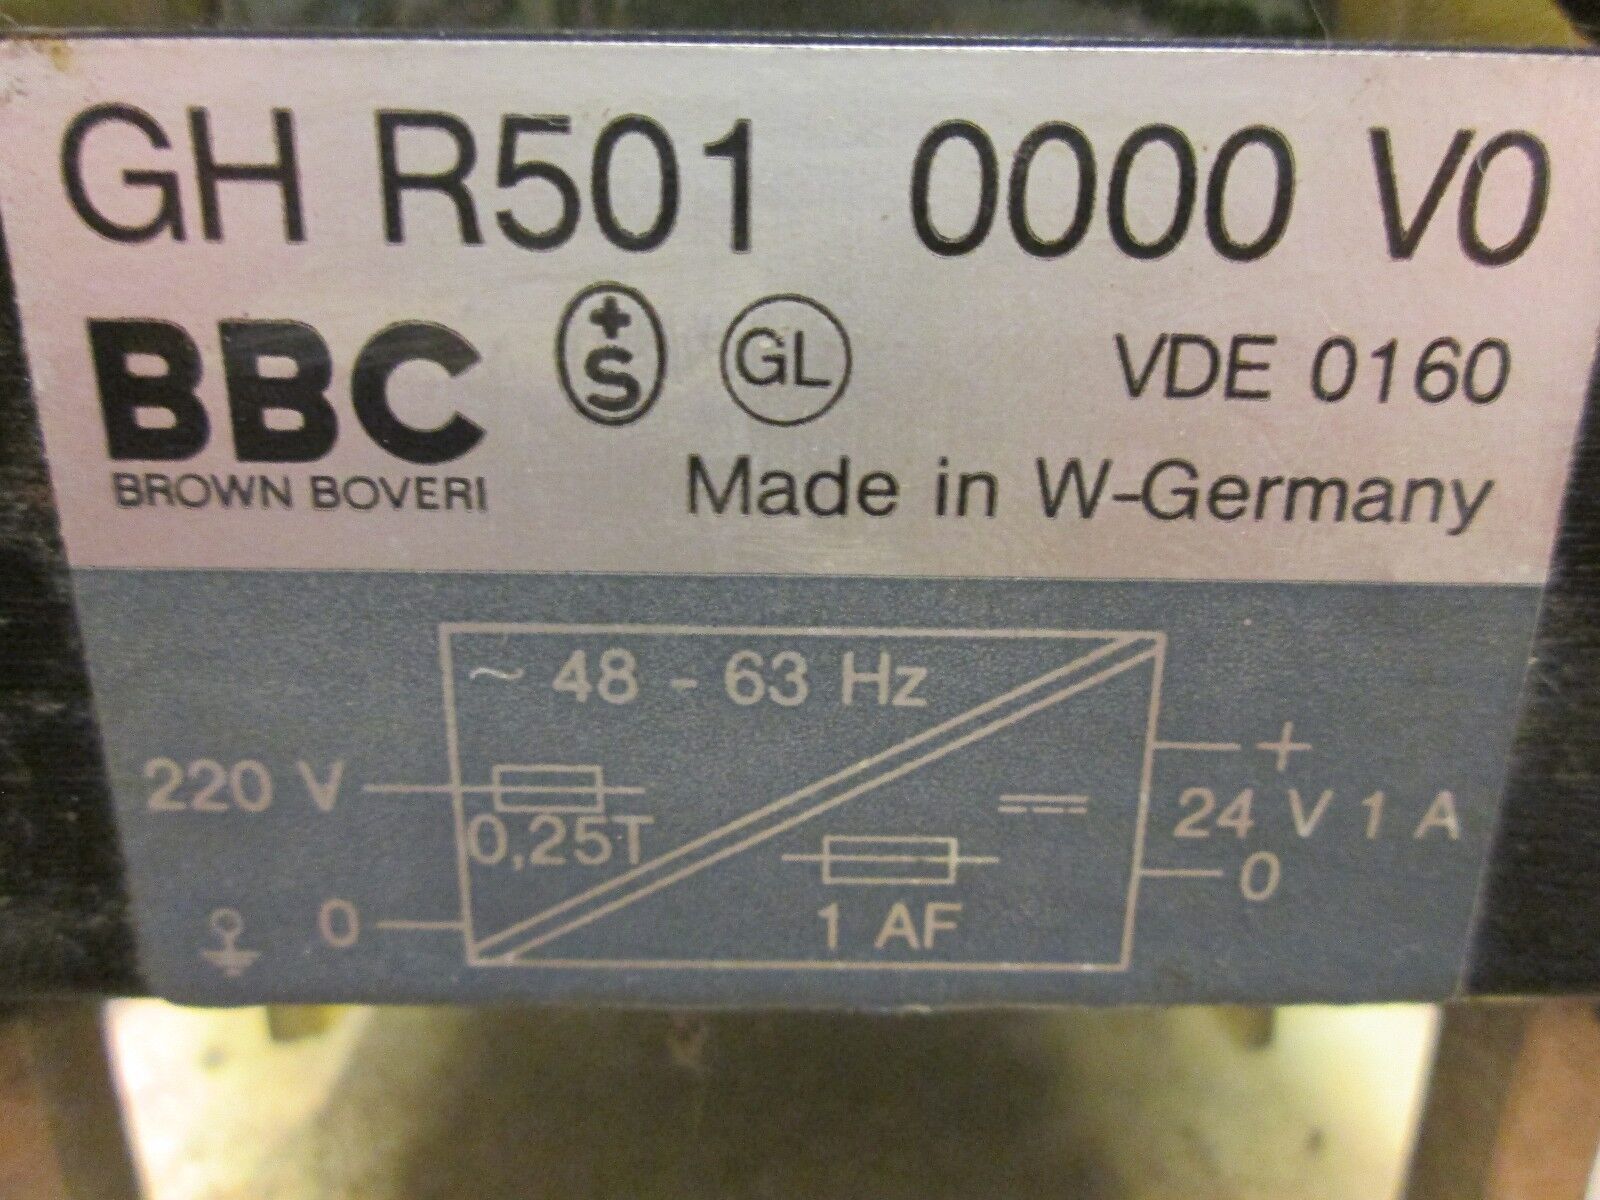 GH R501 0000 V0
BBC +S GL VDE 0160
BROWN BOVERI Made in W-Germany
~ 48 - 63 Hz
220 V + 
0,25T 24 V 1 A
0 1 AF 0